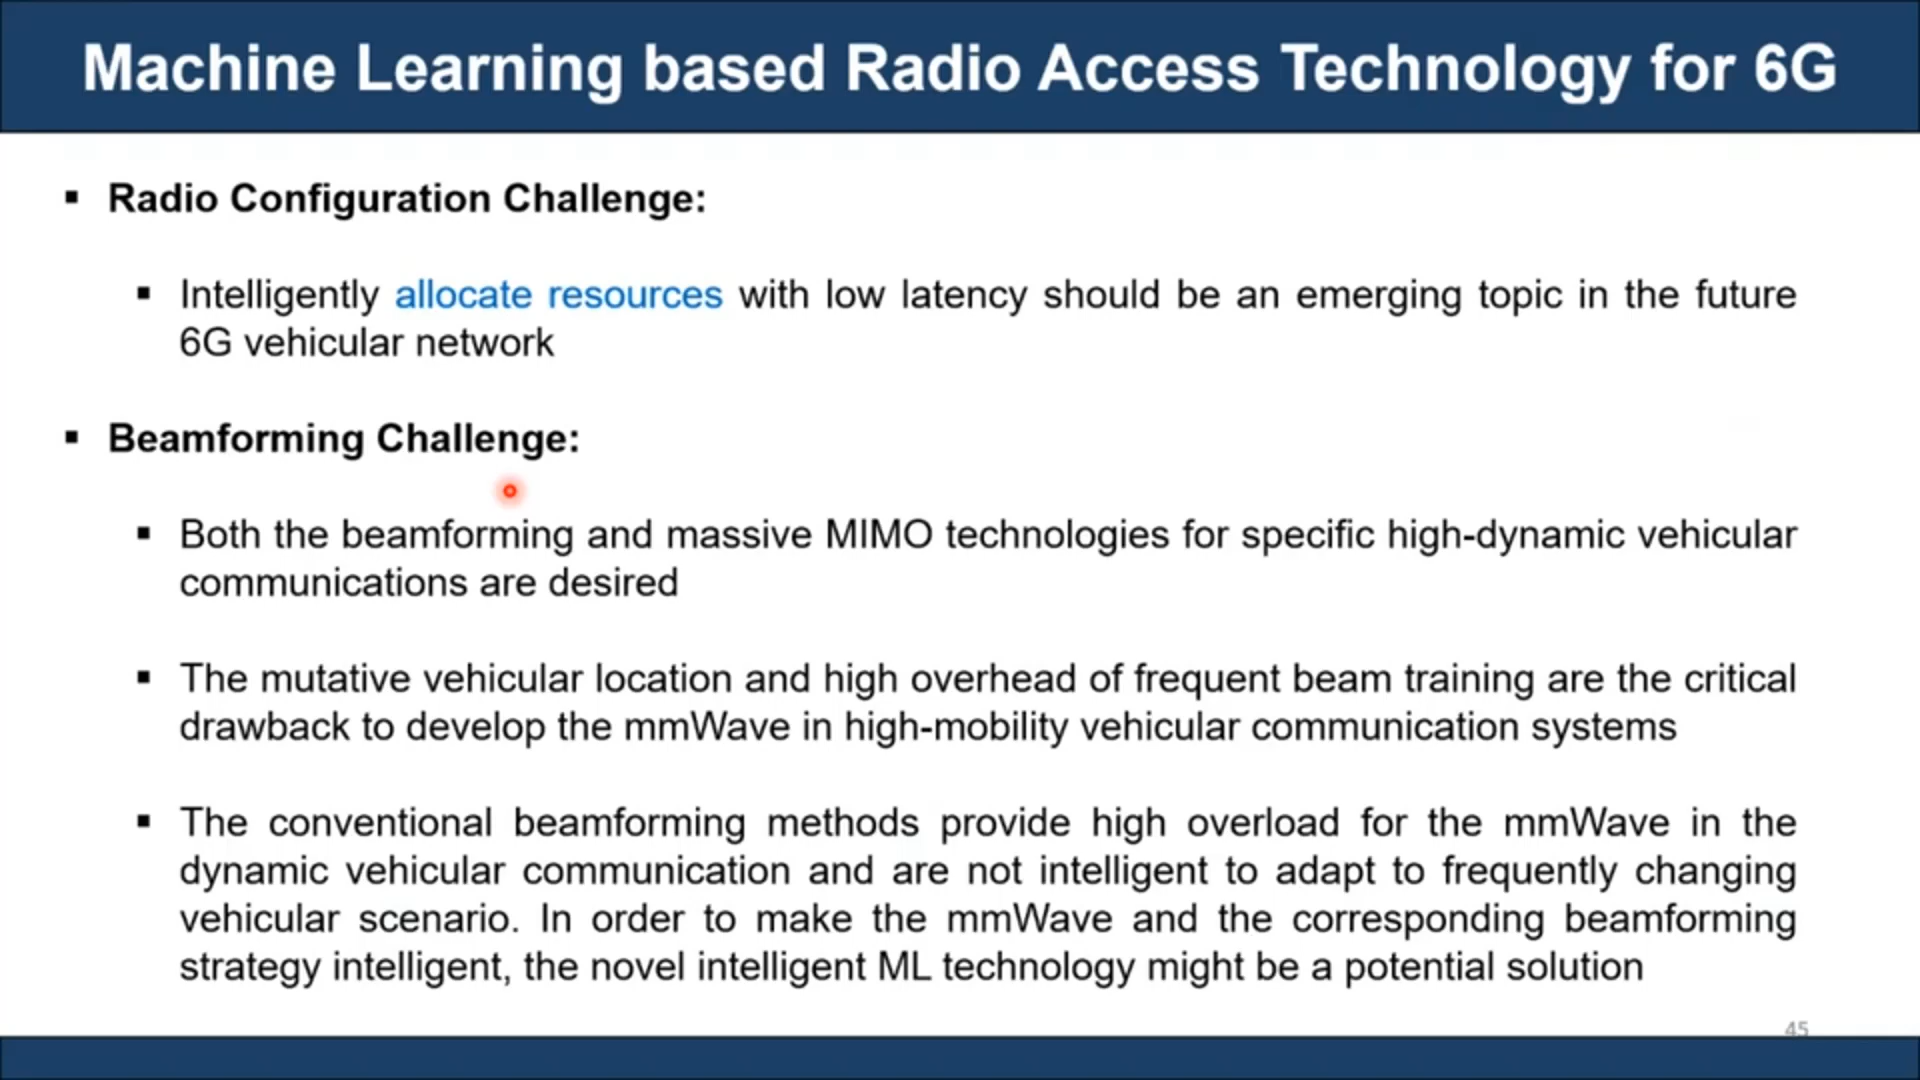 Machine Learning based Radio Access Technology for 6G
▪ Radio Configuration Challenge:
▪ Intelligently allocate resources with low latency should be an emerging topic in the future
6G vehicular network
▪ Beamforming Challenge:
▪ Both the beamforming and massive MIMO technologies for specific high-dynamic vehicular
communications are desired
▪ The mutative vehicular location and high overhead of frequent beam training are the critical
drawback to develop the mmWave in high-mobility vehicular communication systems
▪ The conventional beamforming methods provide high overload for the mmWave in the
dynamic vehicular communication and are not intelligent to adapt to frequently changing
vehicular scenario. In order to make the mmWave and the corresponding beamforming
strategy intelligent, the novel intelligent ML technology might be a potential solution
45